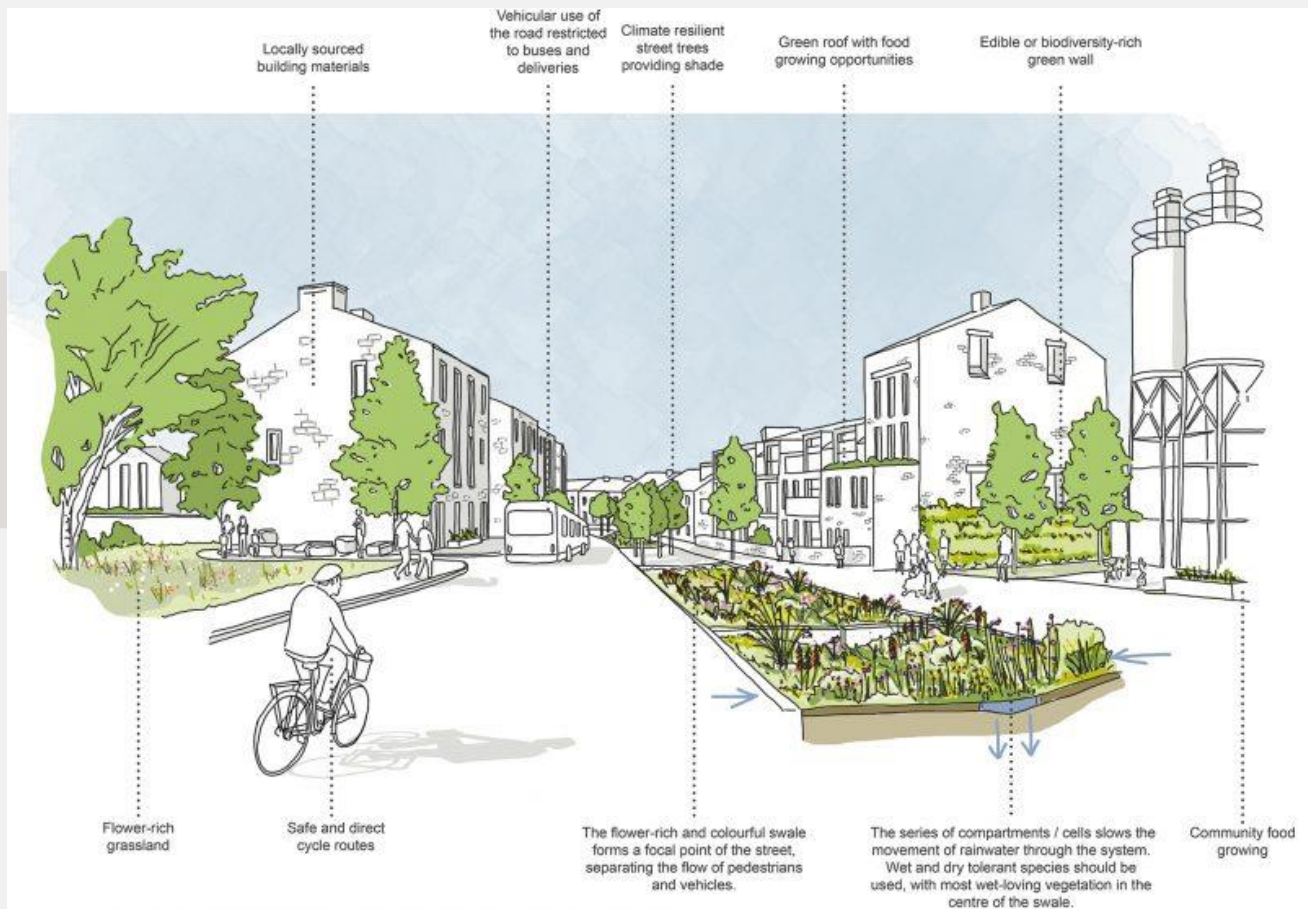 Locally sourced
building materials
Vehicular use of
the road restricted
to buses and
deliveries
Climate resilient
street trees
providing shade
Green roof with food
growing opportunities
Edible or biodiversity-rich
green wall
Flower-rich
grassland
Safe and direct
cycle routes
The flower-rich and colourful swale
forms a focal point of the street,
separating the flow of pedestrians
and vehicles.
The series of compartments / cells slows the
movement of rainwater through the system.
Wet and dry tolerant species should be
used, with most wet-loving vegetation in the
centre of the swale.
Community food
growing